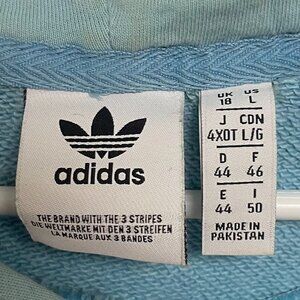 adidas
THE BRAND WITH THE 3 STRIPES
DIE WELTMARKE MIT DEN 3 STREIFEN
LA MARQUE AUX 3 BANDES
UK US
18 L
J CDN
4XOT L/G
D F
44 46
E I
44 50
MADE IN
PAKISTAN